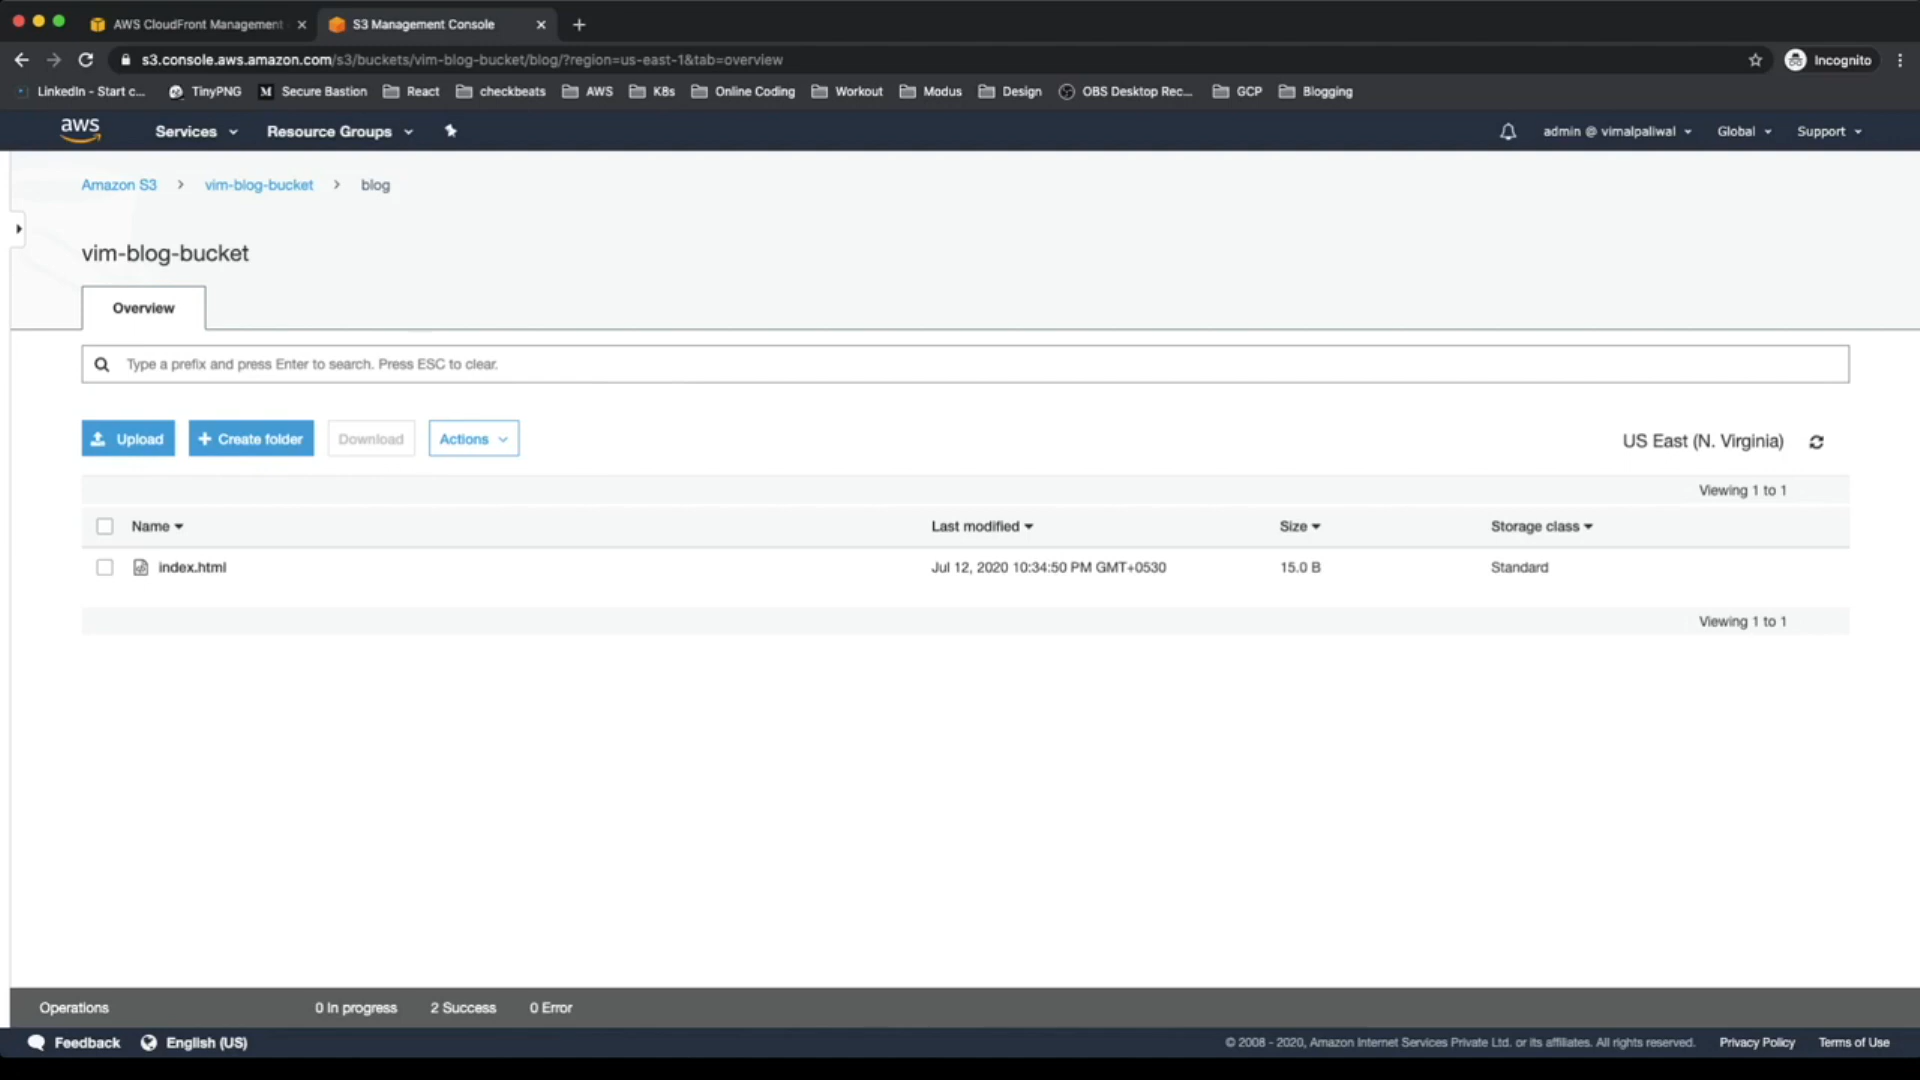 AWS CloudFront Management
S3 Management Console
s3.console.aws.amazon.com/s3/buckets/vim-blog-bucket/blog/?region=us-east-1&tab=overview
Incognito
LinkedIn - Start c... TinyPNG M Secure Bastion React checkbeats AWS K8s Online Coding Workout Modus Design OBS Desktop Rec... GCP Blogging
aws Services Resource Groups admin @ vimalpaliwal Global Support
Amazon S3 > vim-blog-bucket > blog
vim-blog-bucket
Overview
Type a prefix and press Enter to search. Press ESC to clear.
Upload + Create folder Download Actions US East (N. Virginia)
Viewing 1 to 1
Name Last modified Size Storage class
index.html Jul 12, 2020 10:34:50 PM GMT+0530 15.0 B Standard
Viewing 1 to 1
Operations 0 In progress 2 Success 0 Error
Feedback English (US) © 2008 - 2020, Amazon Internet Services Private Ltd. or its affiliates. All rights reserved. Privacy Policy Terms of Use